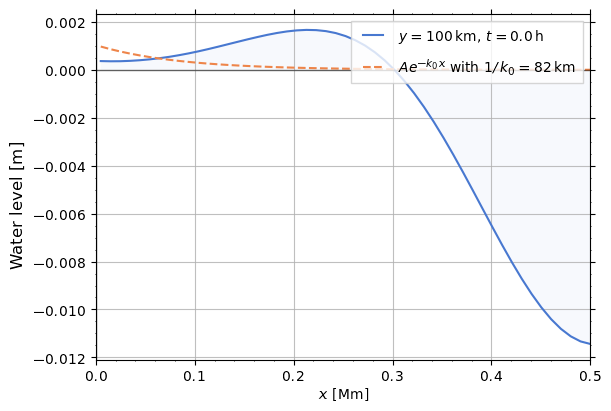 0.002
0.000
−0.002
−0.004
−0.006
−0.008
−0.010
−0.012
Water level [m]
y = 100 km, t = 0.0 h
Ae^{−k₀x} with 1/k₀ = 82 km
0.0 0.1 0.2 0.3 0.4 0.5
x [Mm]